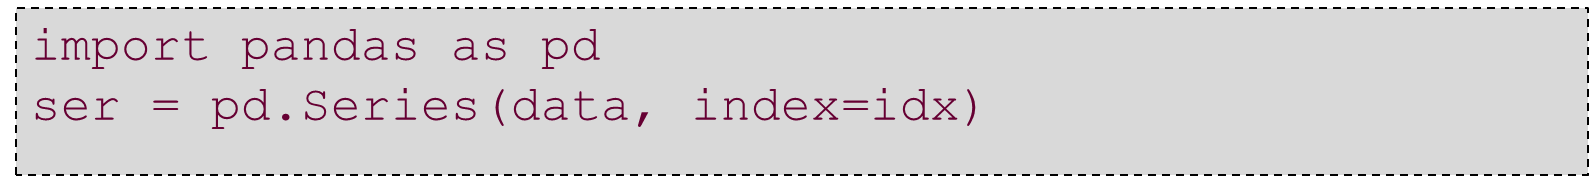 import pandas as pd
ser = pd.Series(data, index=idx)